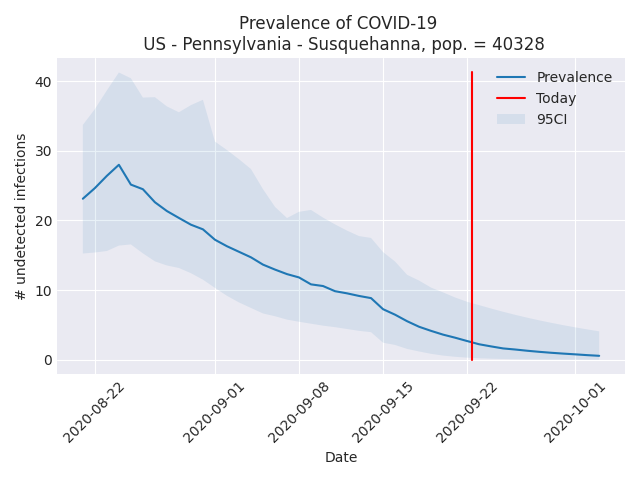 Prevalence of COVID-19
US - Pennsylvania - Susquehanna, pop. = 40328
Prevalence
Today
95CI
# undetected infections
40
30
20
10
0
2020-08-22
2020-09-01
2020-09-08
2020-09-15
2020-09-22
2020-10-01
Date